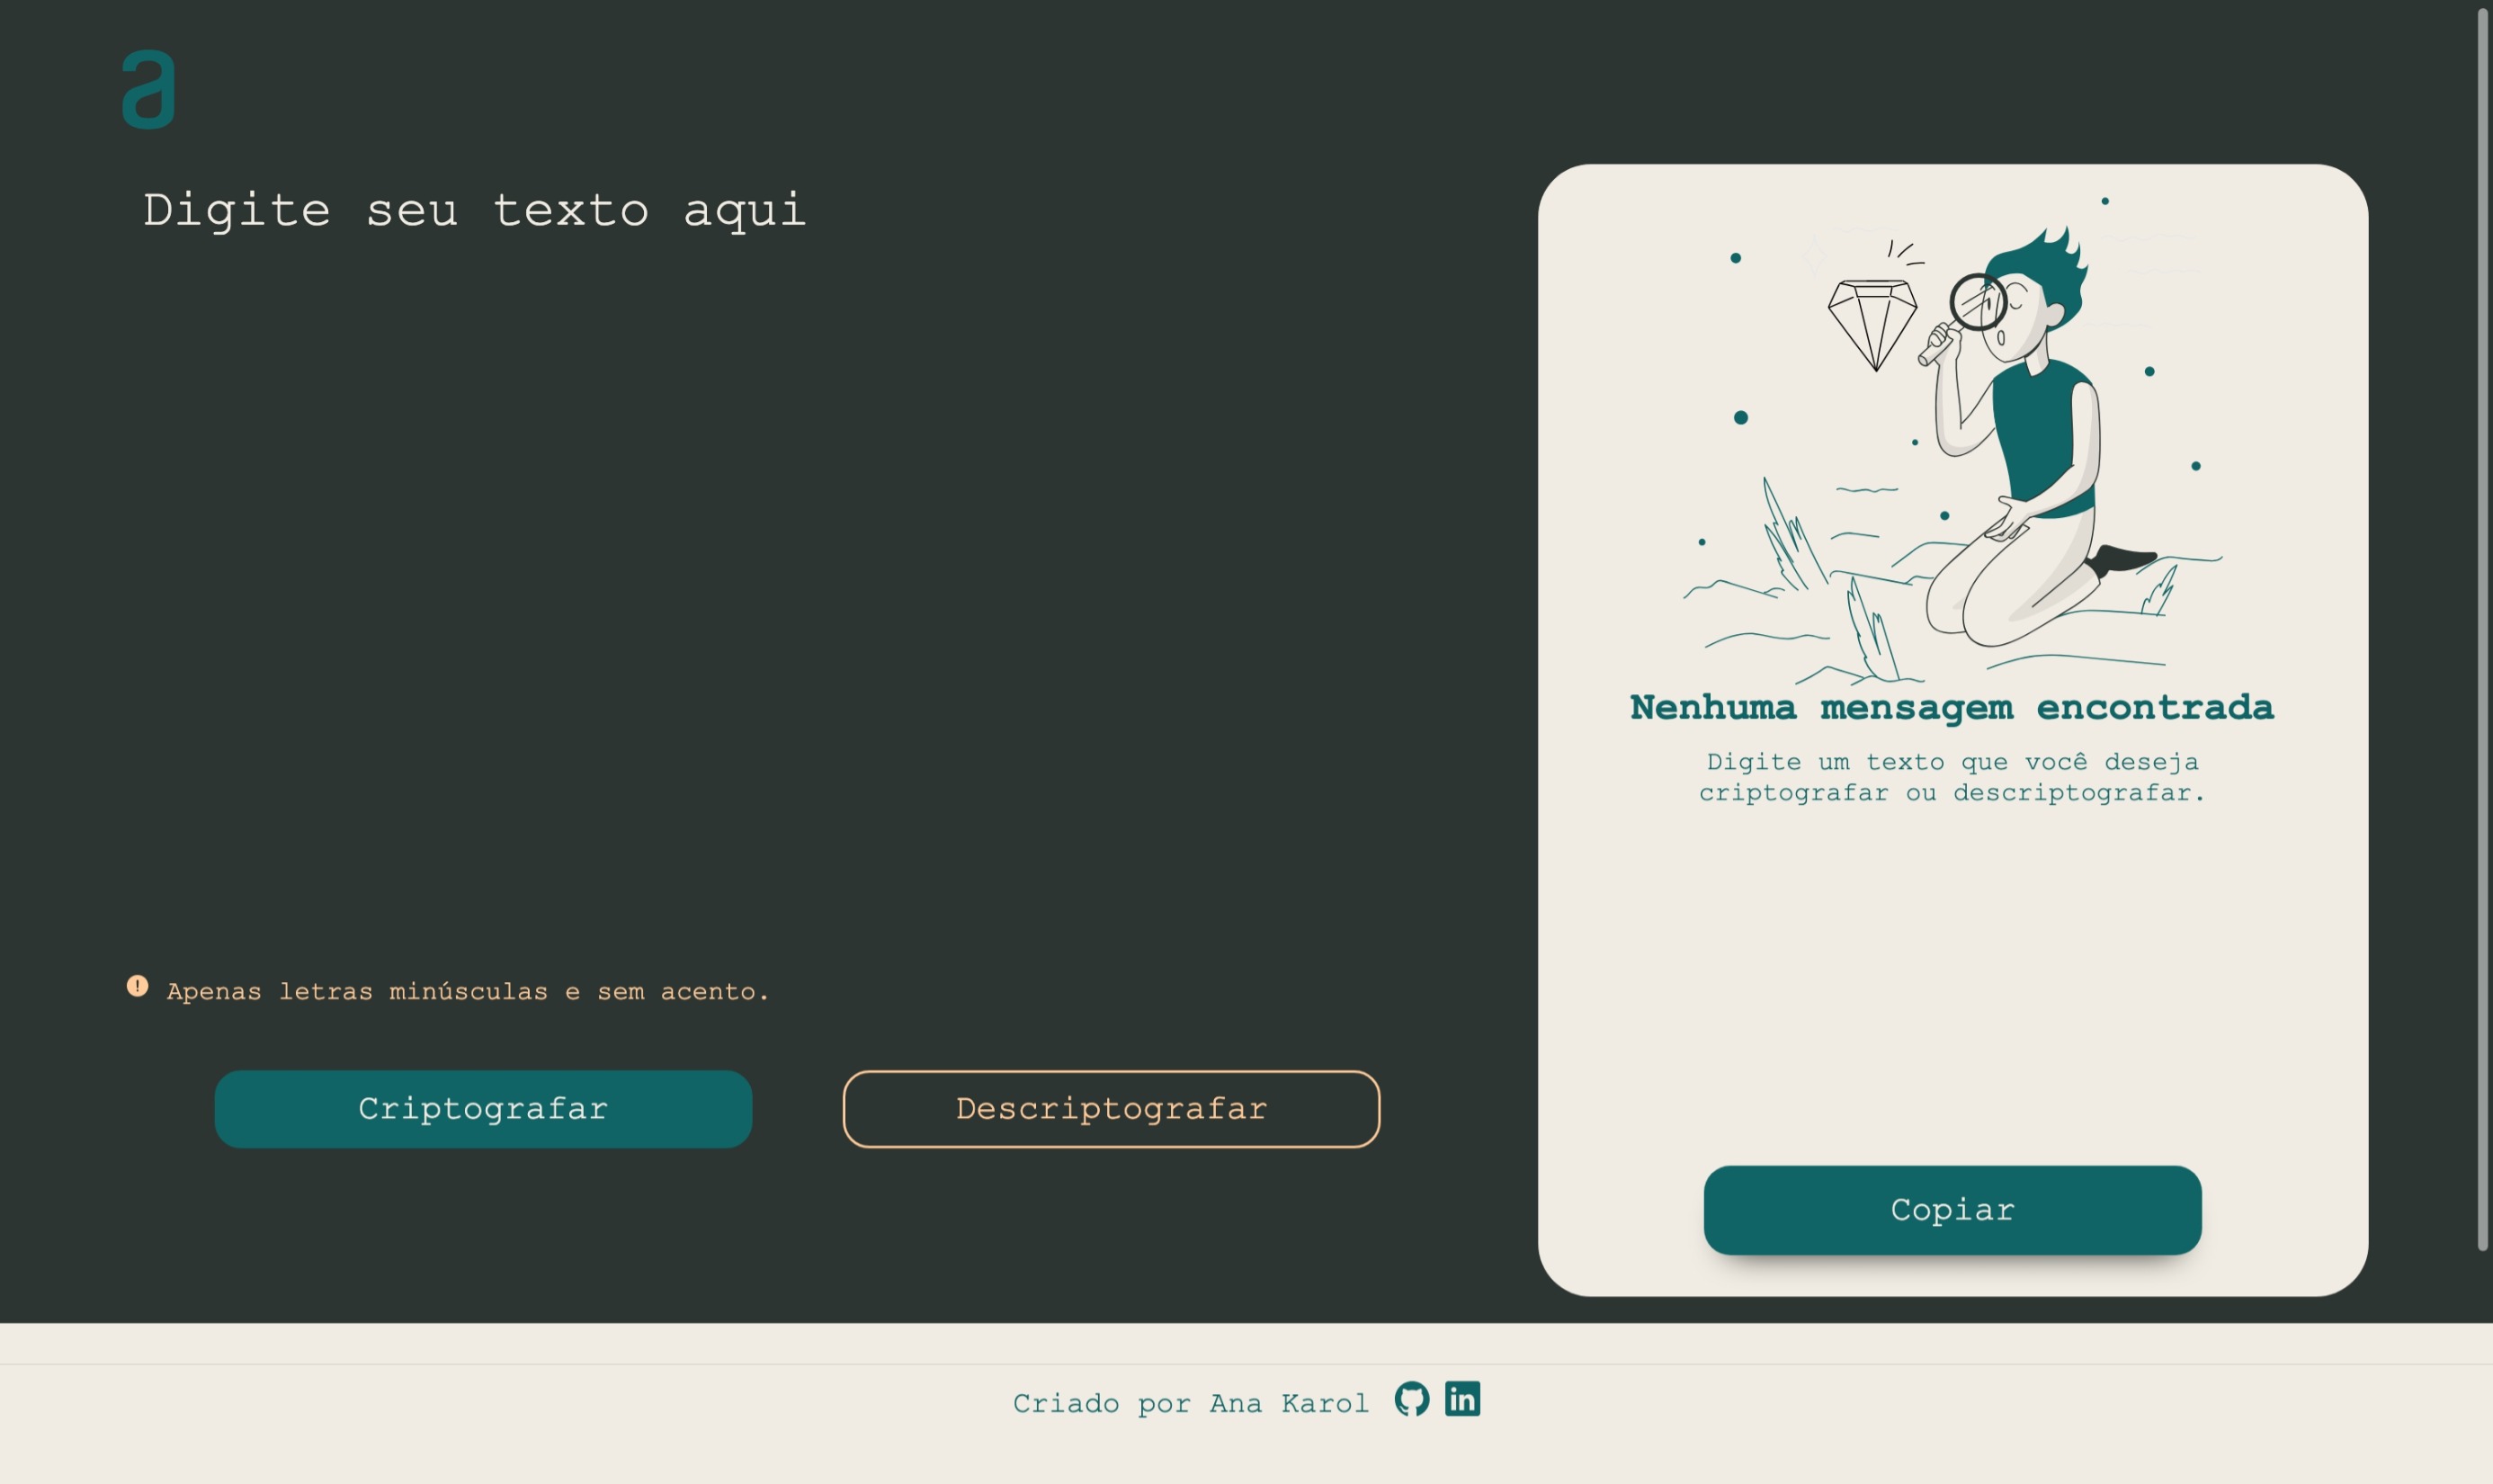 a
Digite seu texto aqui
Nenhuma mensagem encontrada
Digite um texto que você deseja
criptografar ou descriptografar.
Apenas letras minúsculas e sem acento.
Criptografar
Descriptografar
Copiar
Criado por Ana Karol